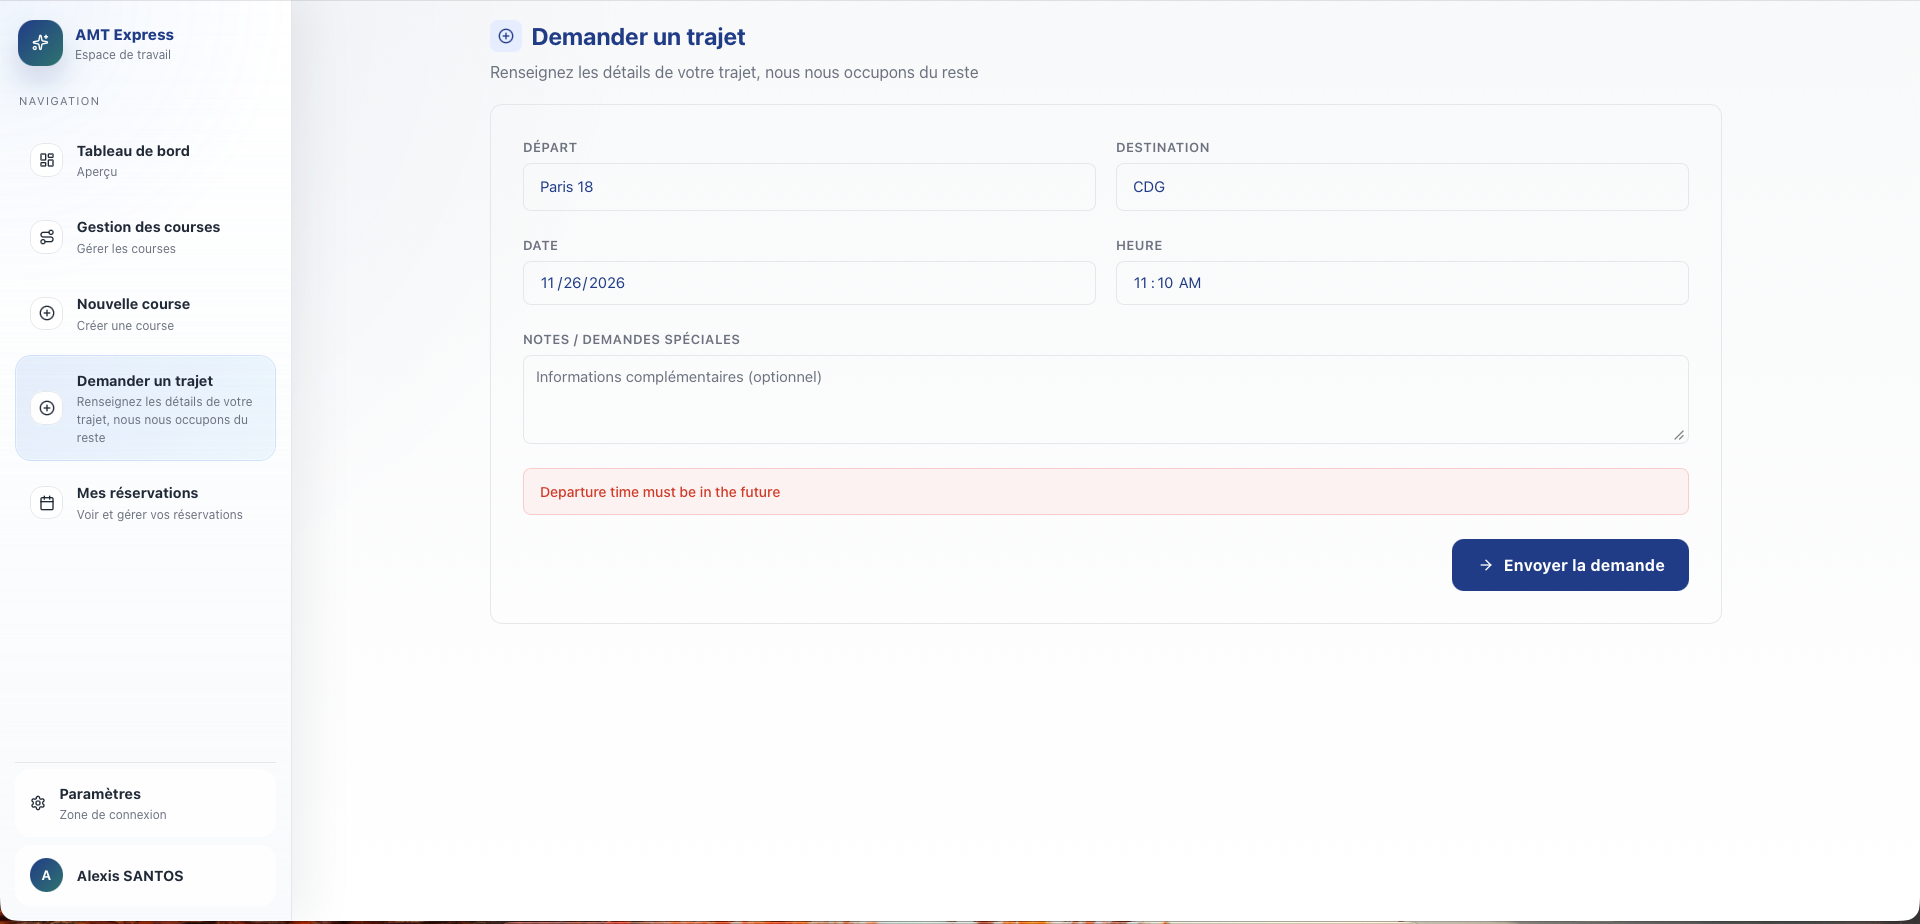 AMT Express
Espace de travail
NAVIGATION
Tableau de bord
Aperçu
Gestion des courses
Gérer les courses
Nouvelle course
Créer une course
Demander un trajet
Renseignez les détails de votre
trajet, nous nous occupons du
reste
Mes réservations
Voir et gérer vos réservations
Paramètres
Zone de connexion
A
Alexis SANTOS
Demander un trajet
Renseignez les détails de votre trajet, nous nous occupons du reste
DÉPART
Paris 18
DESTINATION
CDG
DATE
11/26/2026
HEURE
11:10 AM
NOTES / DEMANDES SPÉCIALES
Informations complémentaires (optionnel)
Departure time must be in the future
Envoyer la demande